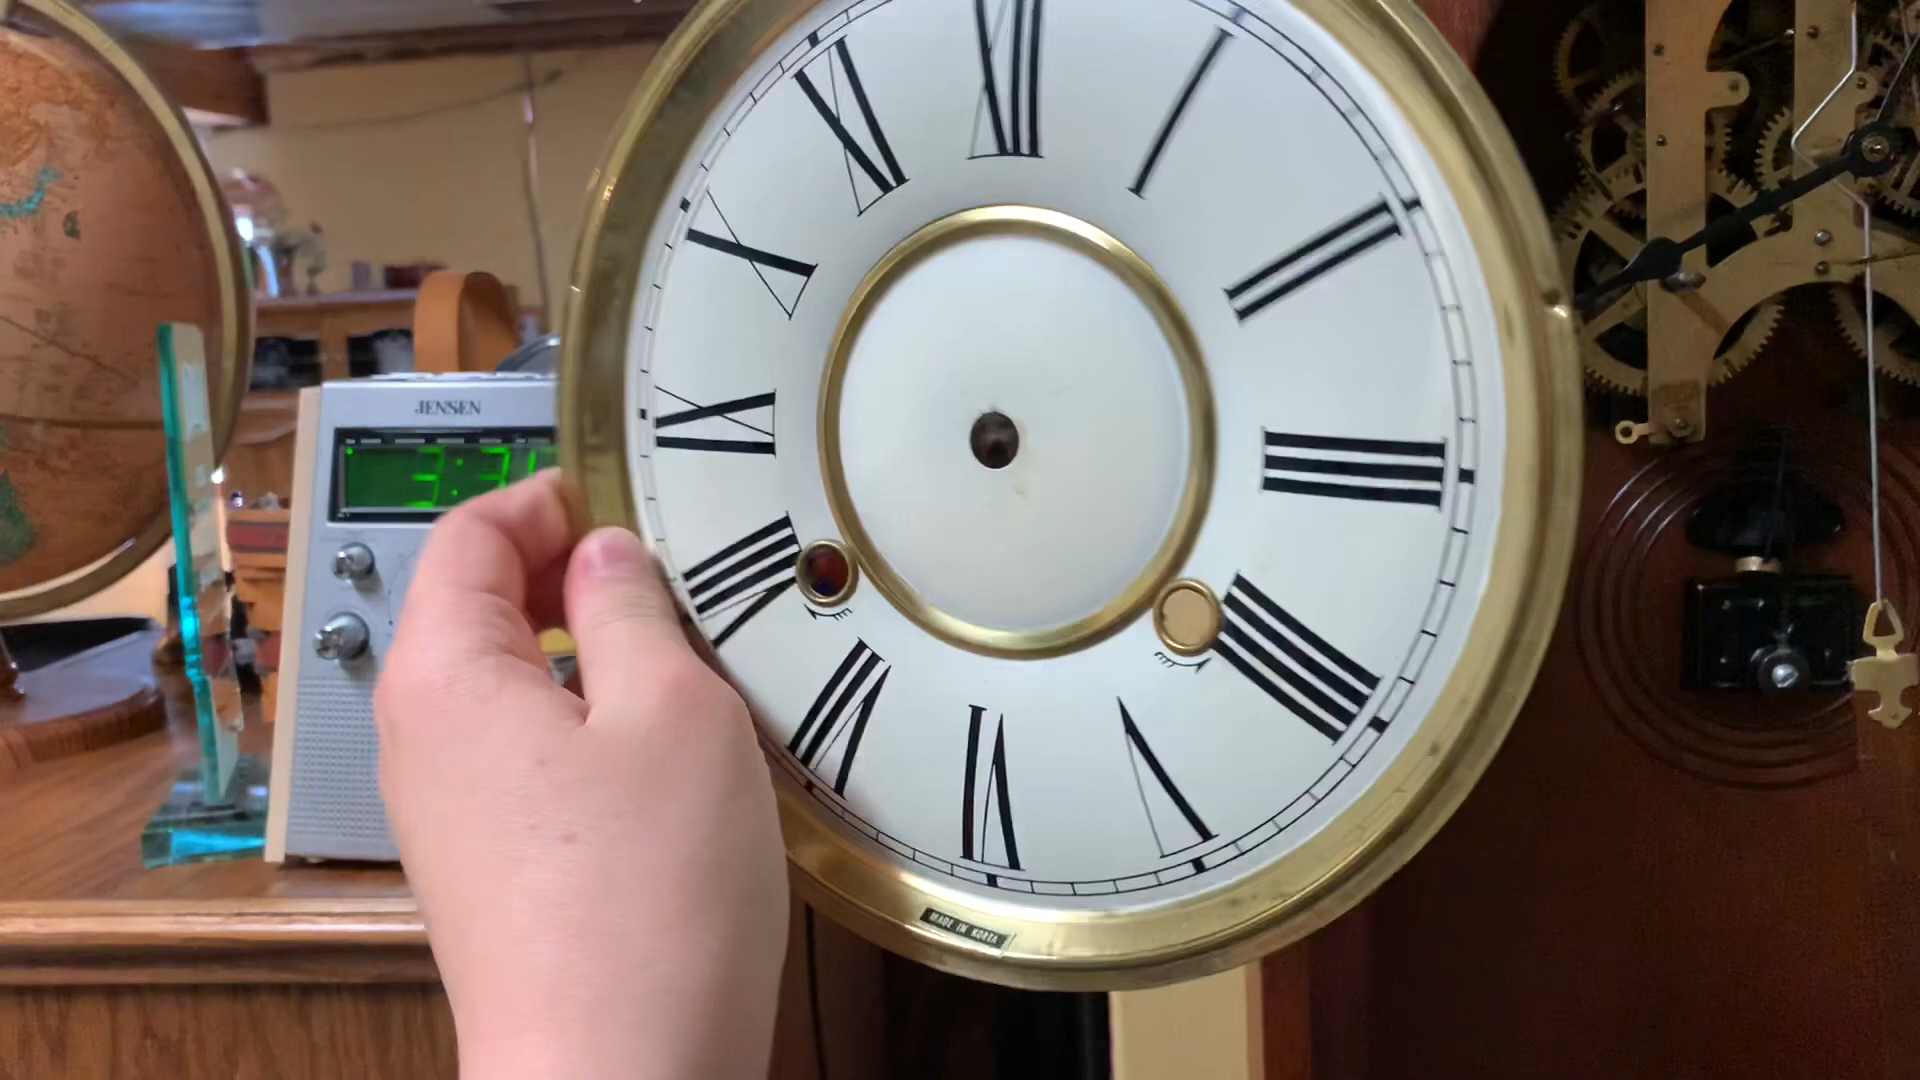 XII
I
II
III
IIII
V
VI
VII
VIII
IX
X
XI
JENSEN
MADE IN KOREA